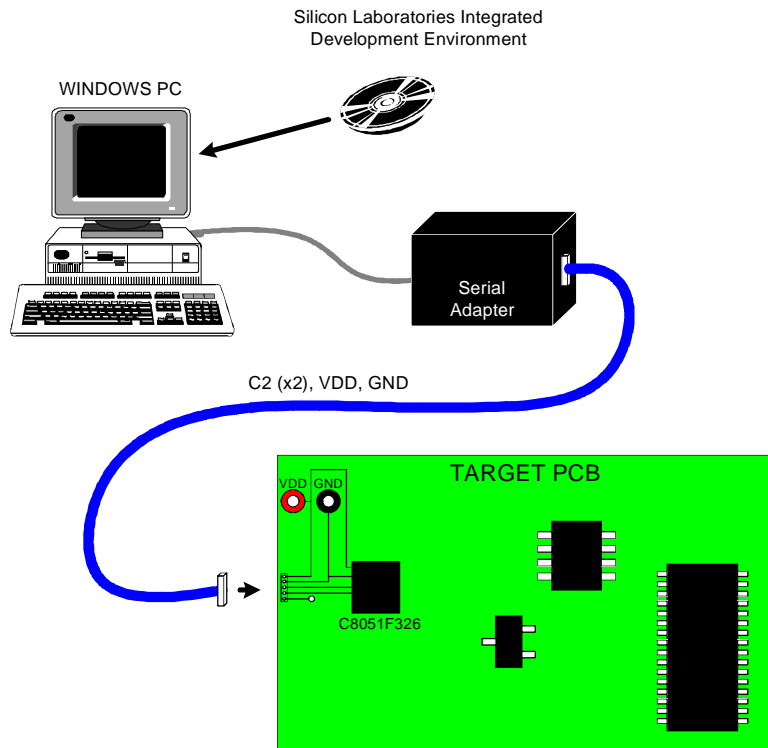 Silicon Laboratories Integrated
Development Environment
WINDOWS PC
Serial
Adapter
C2 (x2), VDD, GND
TARGET PCB
VDD GND
C8051F326